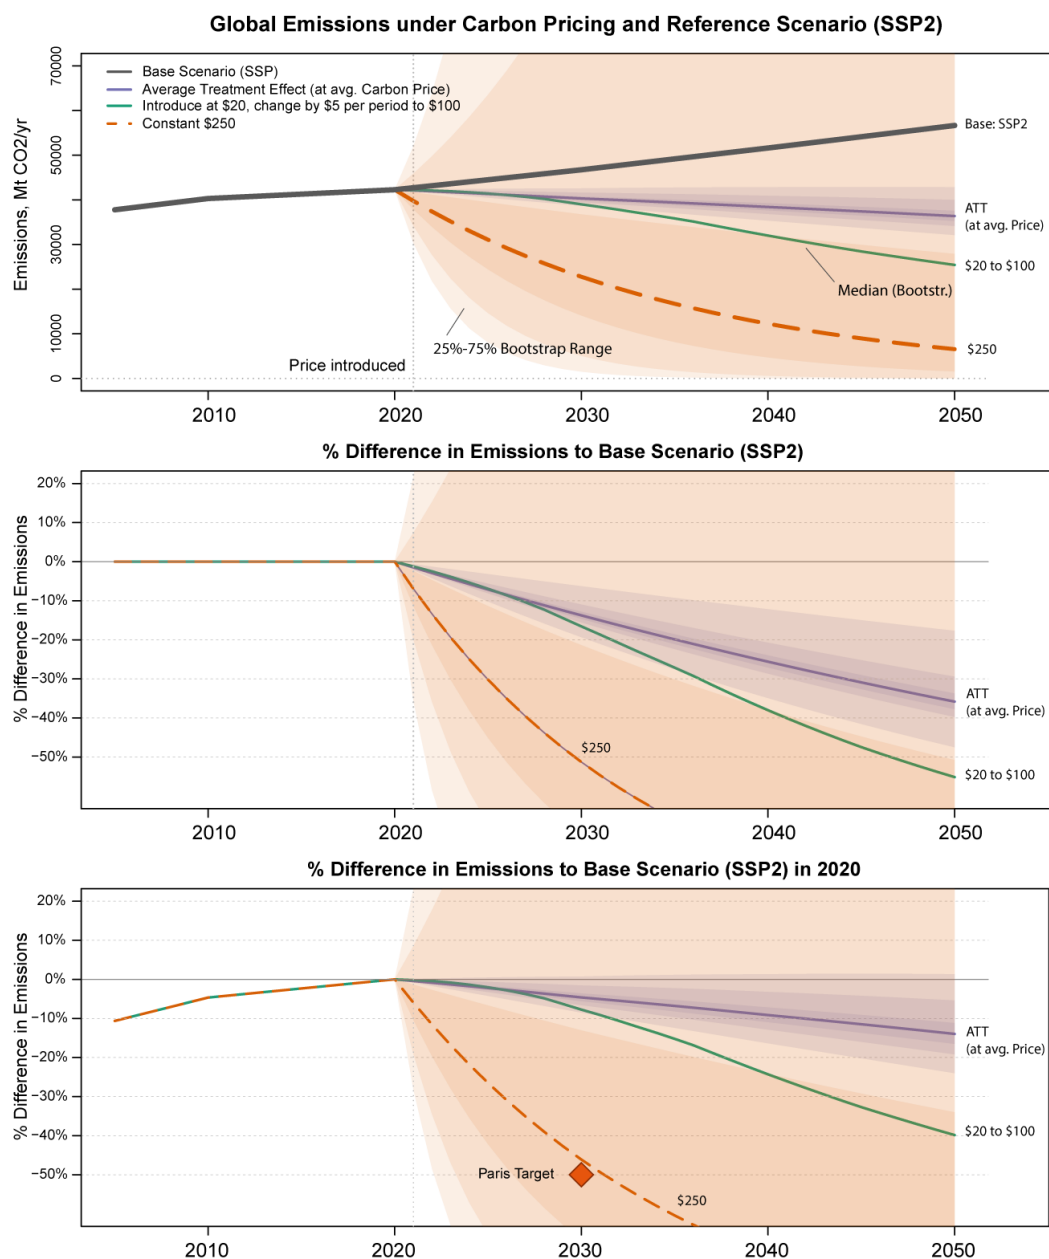 Global Emissions under Carbon Pricing and Reference Scenario (SSP2)
Emissions, Mt CO2/yr
70000
50000
30000
10000
0
Base Scenario (SSP)
Average Treatment Effect (at avg. Carbon Price)
Introduce at $20, change by $5 per period to $100
Constant $250
Base: SSP2
ATT
(at avg. Price)
$20 to $100
Median (Bootstr.)
25%-75% Bootstrap Range
$250
Price introduced
2010 2020 2030 2040 2050
% Difference in Emissions to Base Scenario (SSP2)
% Difference in Emissions
20%
10%
0%
−10%
−20%
−30%
−40%
−50%
ATT
(at avg. Price)
$250
$20 to $100
2010 2020 2030 2040 2050
% Difference in Emissions to Base Scenario (SSP2) in 2020
% Difference in Emissions
20%
10%
0%
−10%
−20%
−30%
−40%
−50%
ATT
(at avg. Price)
$20 to $100
Paris Target
$250
2010 2020 2030 2040 2050